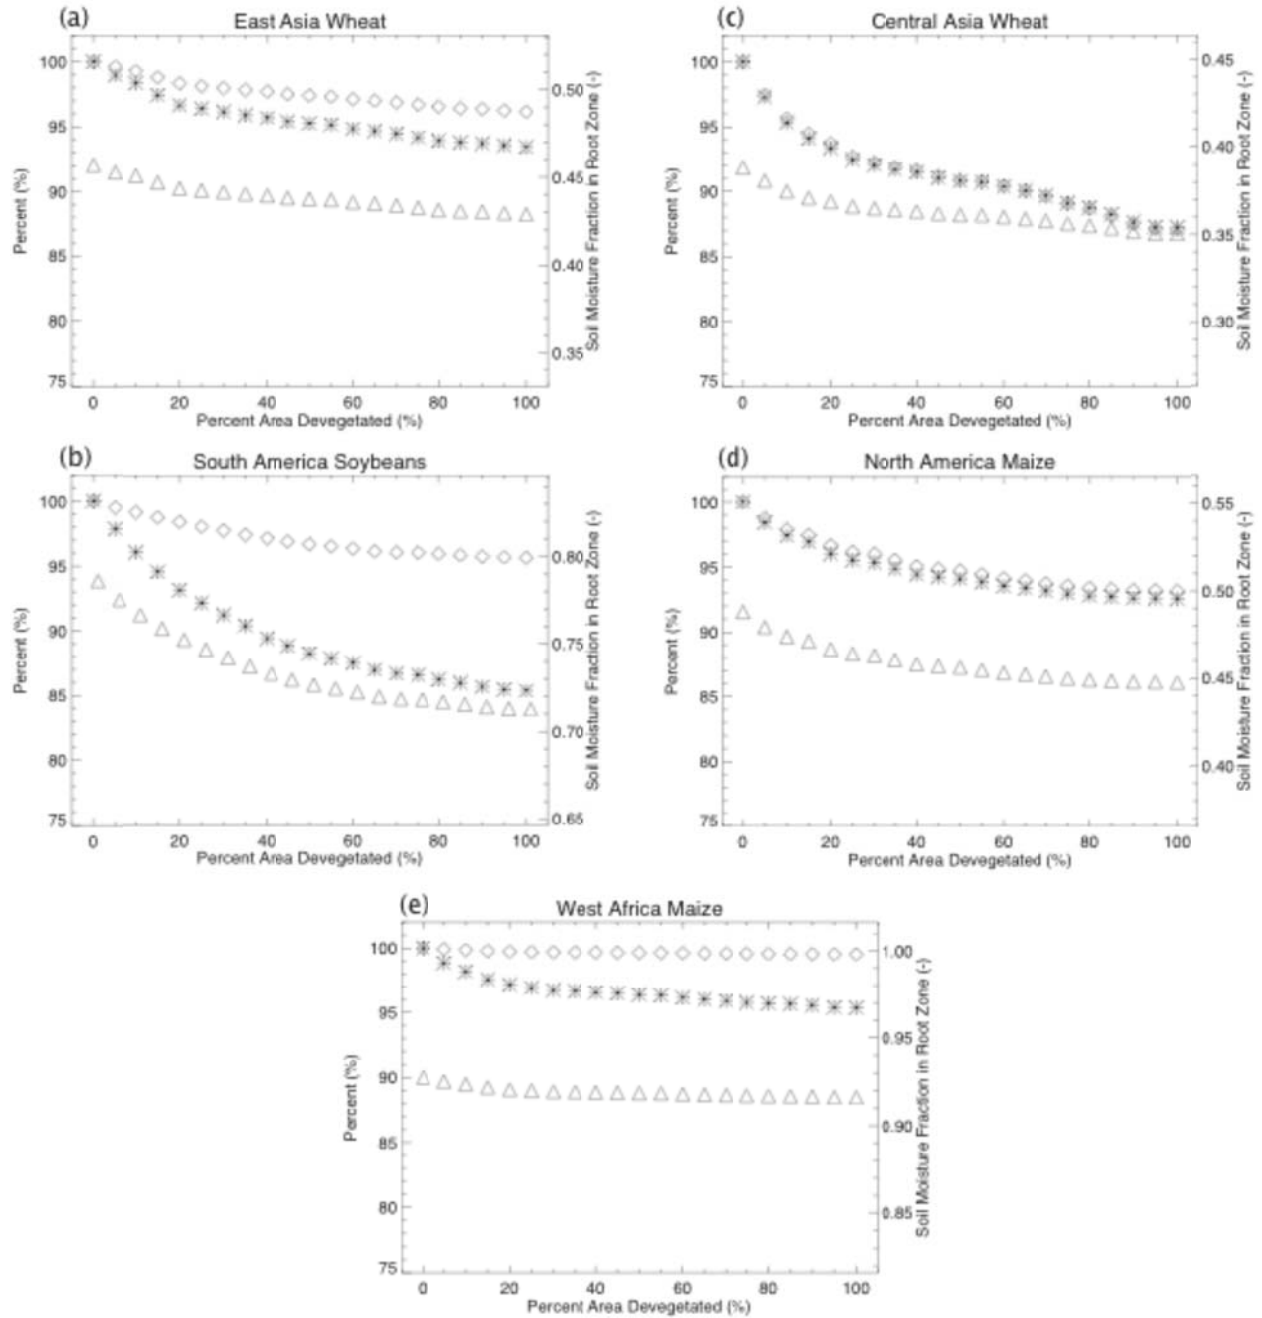 (a)
East Asia Wheat
100
95
90
85
80
75
Percent (%)
0.50
0.45
0.40
0.35
Soil Moisture Fraction in Root Zone (-)
0 20 40 60 80 100
Percent Area Devegetated (%)
(c)
Central Asia Wheat
100
95
90
85
80
75
Percent (%)
0.45
0.40
0.35
0.30
Soil Moisture Fraction in Root Zone (-)
0 20 40 60 80 100
Percent Area Devegetated (%)
(b)
South America Soybeans
100
95
90
85
80
75
Percent (%)
0.80
0.75
0.70
0.65
Soil Moisture Fraction in Root Zone (-)
0 20 40 60 80 100
Percent Area Devegetated (%)
(d)
North America Maize
100
95
90
85
80
75
Percent (%)
0.55
0.50
0.45
0.40
Soil Moisture Fraction in Root Zone (-)
0 20 40 60 80 100
Percent Area Devegetated (%)
(e)
West Africa Maize
100
95
90
85
80
75
Percent (%)
1.00
0.95
0.90
0.85
Soil Moisture Fraction in Root Zone (-)
0 20 40 60 80 100
Percent Area Devegetated (%)